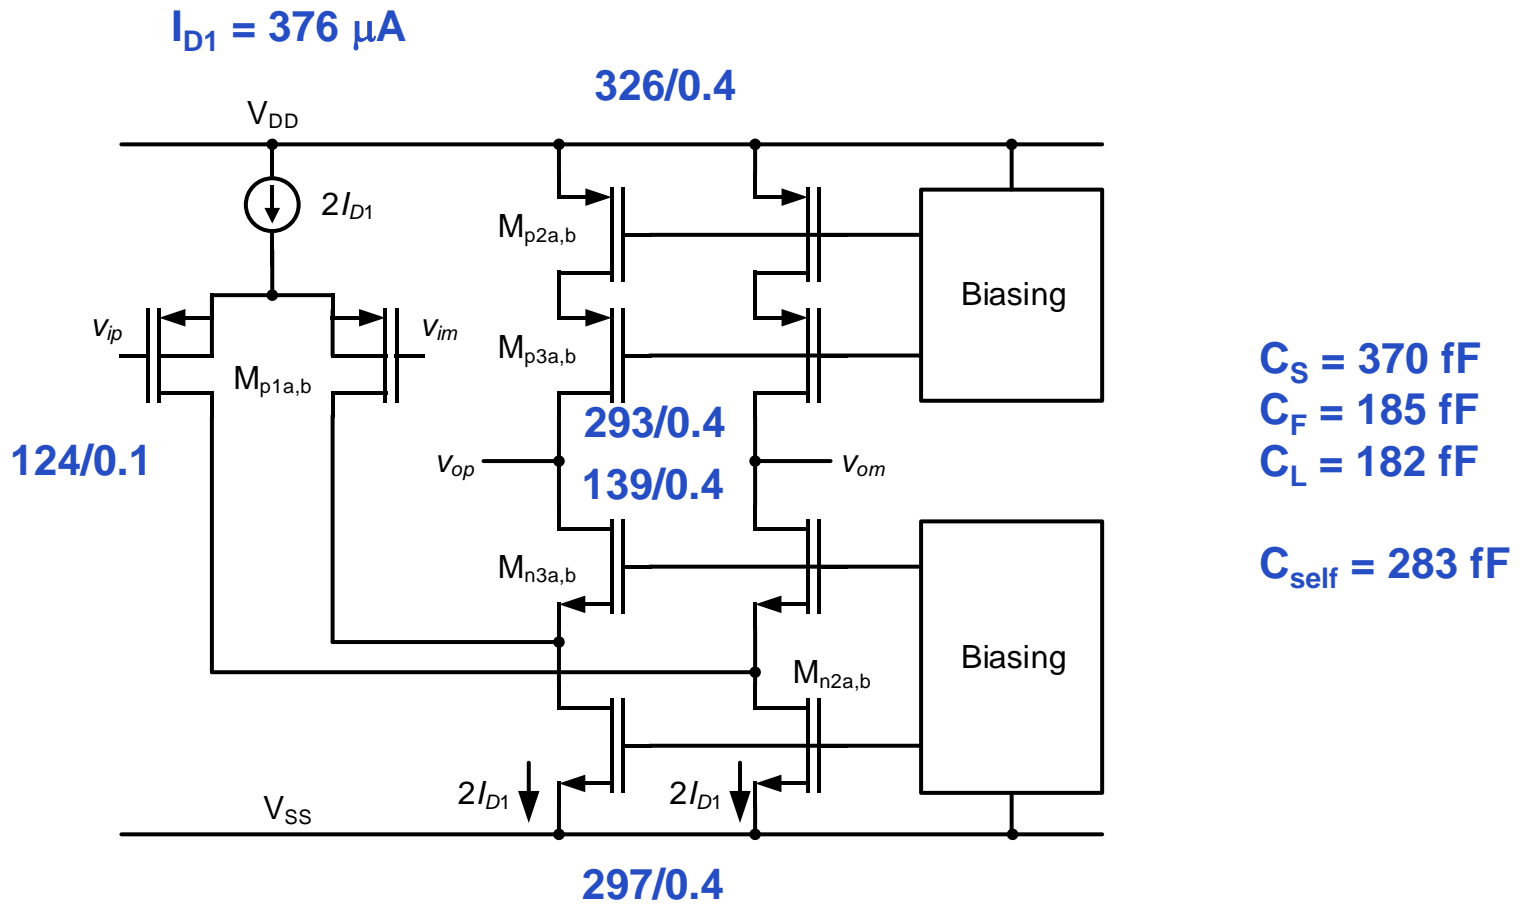 I_D1 = 376 μA
326/0.4
V_DD
2I_D1
M_p2a,b
Biasing
v_ip
v_im
M_p1a,b
M_p3a,b
C_S = 370 fF
C_F = 185 fF
C_L = 182 fF
293/0.4
124/0.1
v_op
139/0.4
v_om
M_n3a,b
C_self = 283 fF
Biasing
M_n2a,b
2I_D1
2I_D1
V_SS
297/0.4